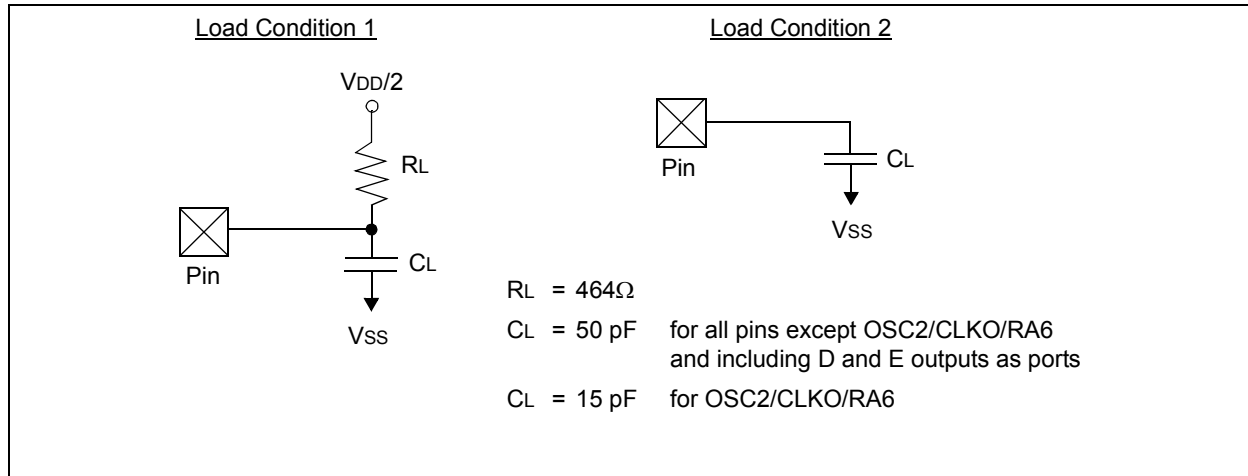 Load Condition 1
VDD/2
RL
Pin
CL
VSS
Load Condition 2
Pin
CL
VSS
RL = 464Ω
CL = 50 pF for all pins except OSC2/CLKO/RA6
and including D and E outputs as ports
CL = 15 pF for OSC2/CLKO/RA6